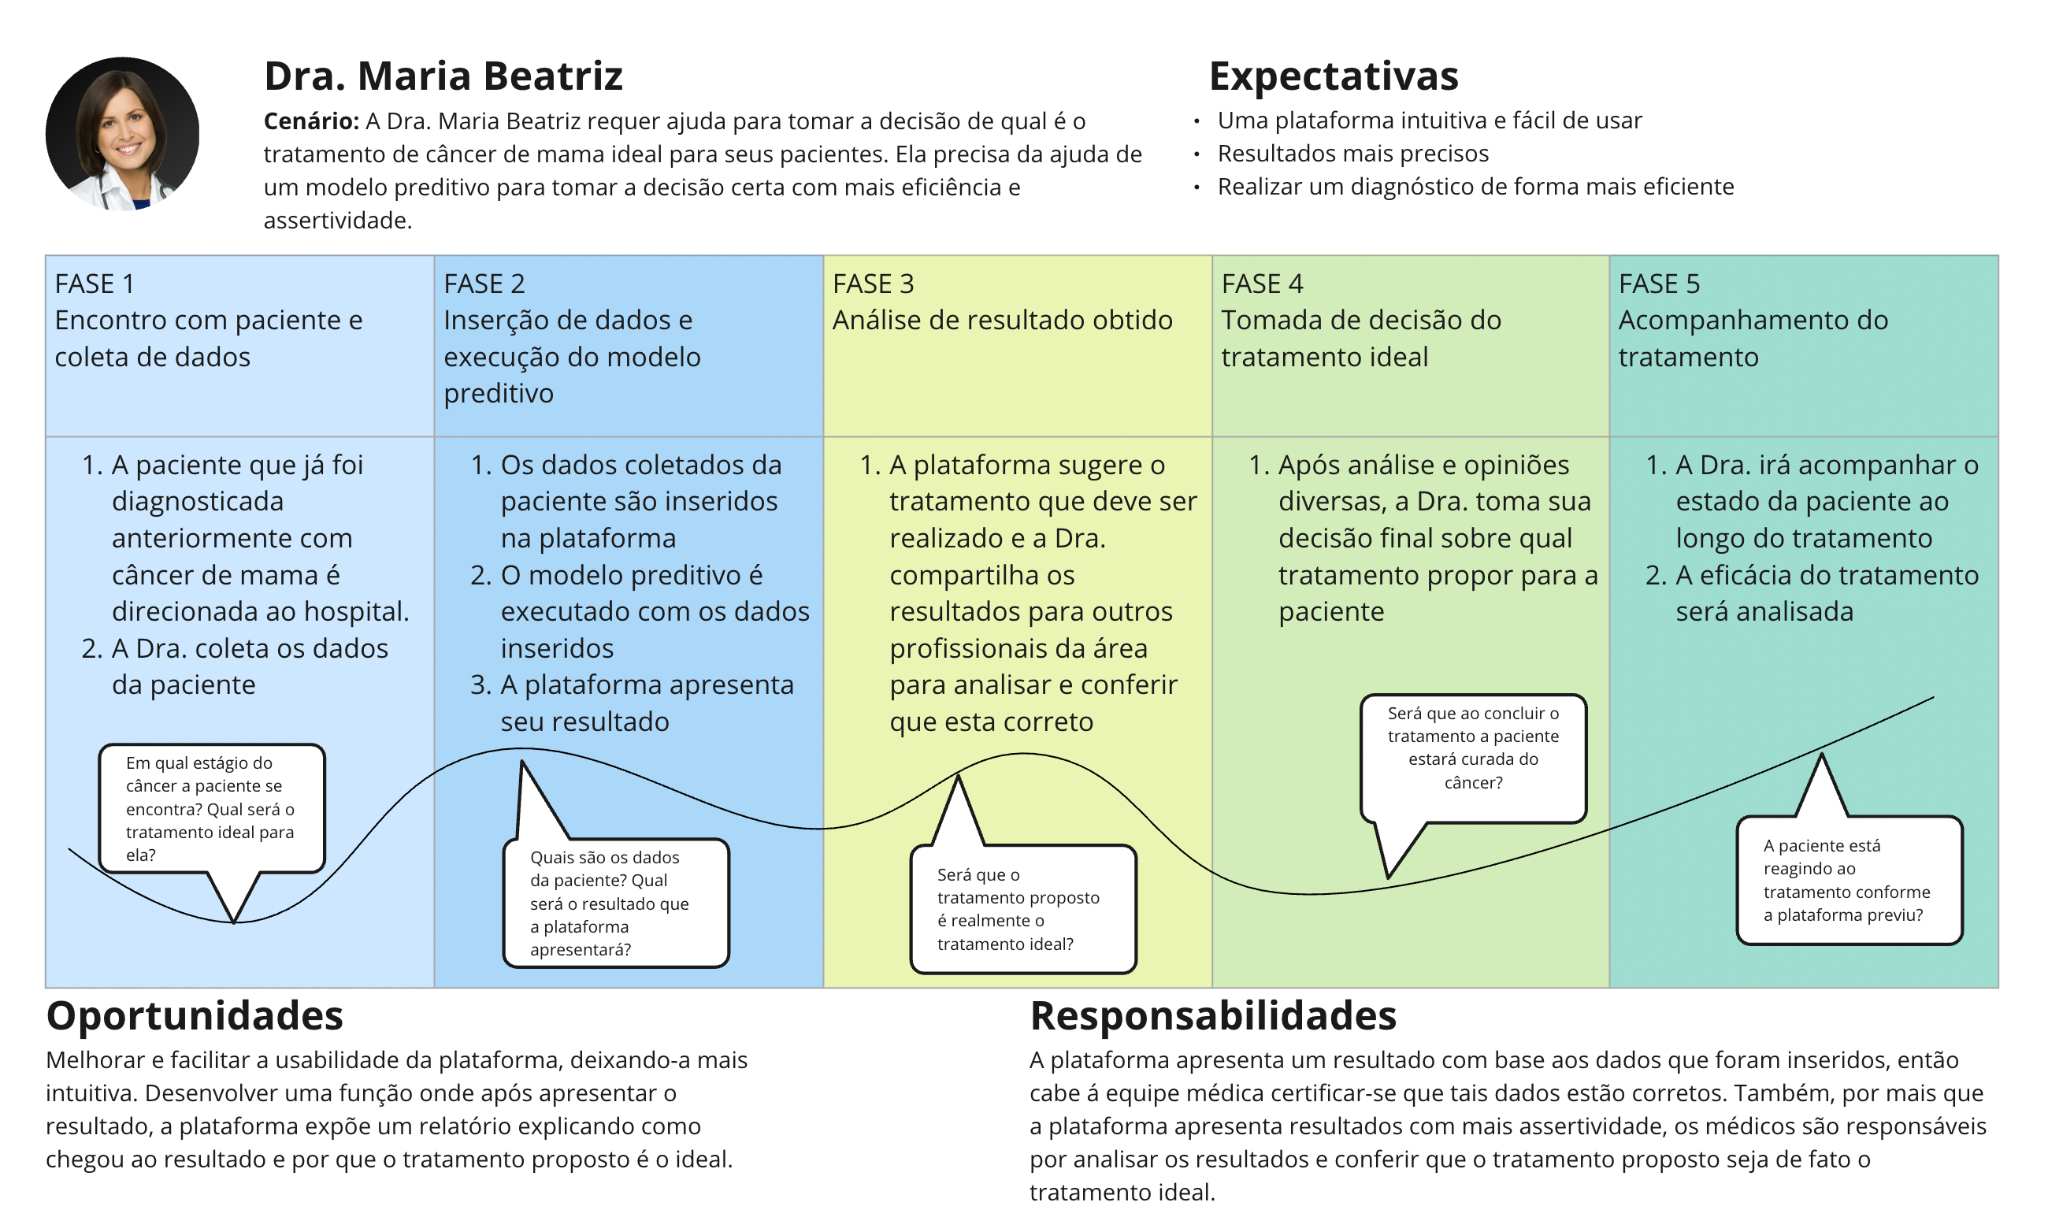 Dra. Maria Beatriz
Cenário: A Dra. Maria Beatriz requer ajuda para tomar a decisão de qual é o
tratamento de câncer de mama ideal para seus pacientes. Ela precisa da ajuda de
um modelo preditivo para tomar a decisão certa com mais eficiência e
assertividade.
Expectativas
• Uma plataforma intuitiva e fácil de usar
• Resultados mais precisos
• Realizar um diagnóstico de forma mais eficiente
FASE 1
Encontro com paciente e
coleta de dados
1. A paciente que já foi
diagnosticada
anteriormente com
câncer de mama é
direcionada ao hospital.
2. A Dra. coleta os dados
da paciente
Em qual estágio do
câncer a paciente se
encontra? Qual será o
tratamento ideal para
ela?
FASE 2
Inserção de dados e
execução do modelo
preditivo
1. Os dados coletados da
paciente são inseridos
na plataforma
2. O modelo preditivo é
executado com os dados
inseridos
3. A plataforma apresenta
seu resultado
Quais são os dados
da paciente? Qual
será o resultado que
a plataforma
apresentará?
FASE 3
Análise de resultado obtido
1. A plataforma sugere o
tratamento que deve ser
realizado e a Dra.
compartilha os
resultados para outros
profissionais da área
para analisar e conferir
que esta correto
Será que o
tratamento proposto
é realmente o
tratamento ideal?
FASE 4
Tomada de decisão do
tratamento ideal
1. Após análise e opiniões
diversas, a Dra. toma sua
decisão final sobre qual
tratamento propor para a
paciente
Será que ao concluir o
tratamento a paciente
estará curada do
câncer?
FASE 5
Acompanhamento do
tratamento
1. A Dra. irá acompanhar o
estado da paciente ao
longo do tratamento
2. A eficácia do tratamento
será analisada
A paciente está
reagindo ao
tratamento conforme
a plataforma previu?
Oportunidades
Melhorar e facilitar a usabilidade da plataforma, deixando-a mais
intuitiva. Desenvolver uma função onde após apresentar o
resultado, a plataforma expõe um relatório explicando como
chegou ao resultado e por que o tratamento proposto é o ideal.
Responsabilidades
A plataforma apresenta um resultado com base aos dados que foram inseridos, então
cabe á equipe médica certificar-se que tais dados estão corretos. Também, por mais que
a plataforma apresenta resultados com mais assertividade, os médicos são responsáveis
por analisar os resultados e conferir que o tratamento proposto seja de fato o
tratamento ideal.